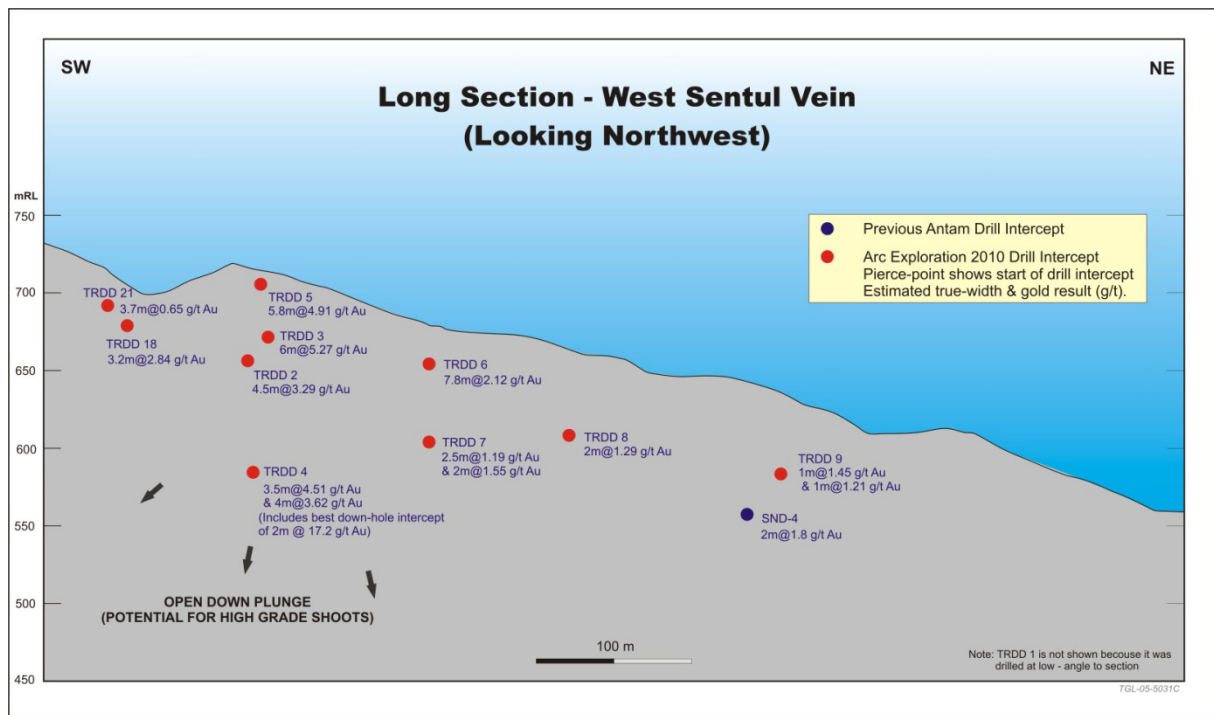 SW
NE
Long Section - West Sentul Vein
(Looking Northwest)
mRL
750
700
650
600
550
500
450
Previous Antam Drill Intercept
Arc Exploration 2010 Drill Intercept
Pierce-point shows start of drill intercept
Estimated true-width & gold result (g/t).
TRDD 21
3.7m@0.65 g/t Au
TRDD 18
3.2m@2.84 g/t Au
TRDD 5
5.8m@4.91 g/t Au
TRDD 3
6m@5.27 g/t Au
TRDD 2
4.5m@3.29 g/t Au
TRDD 6
7.8m@2.12 g/t Au
TRDD 7
2.5m@1.19 g/t Au
& 2m@1.55 g/t Au
TRDD 8
2m@1.29 g/t Au
TRDD 9
1m@1.45 g/t Au
& 1m@1.21 g/t Au
TRDD 4
3.5m@4.51 g/t Au
& 4m@3.62 g/t Au
(Includes best down-hole intercept
of 2m @ 17.2 g/t Au)
SND-4
2m@1.8 g/t Au
OPEN DOWN PLUNGE
(POTENTIAL FOR HIGH GRADE SHOOTS)
100 m
Note: TRDD 1 is not shown becouse it was
drilled at low - angle to section
TGL-05-5031C